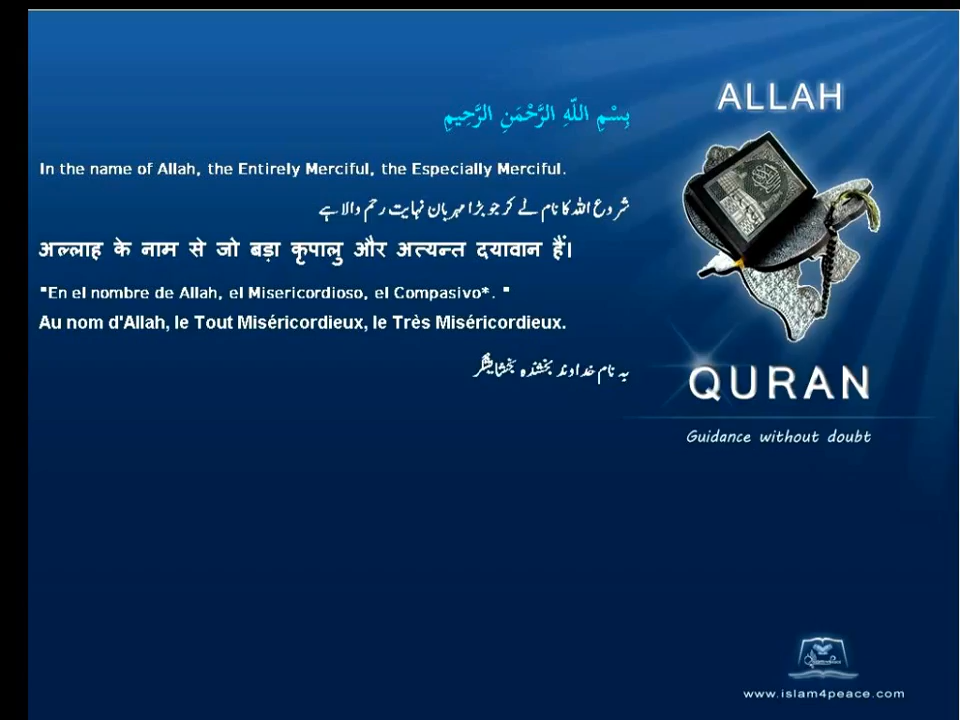 بِسْمِ اللّهِ الرَّحْمَنِ الرَّحِيمِ
In the name of Allah, the Entirely Merciful, the Especially Merciful.
شروع الله کا نام لے کر جو بڑا مہربان نہایت رحم والا ہے
अल्लाह के नाम से जो बड़ा कृपालु और अत्यन्त दयावान हैं।
"En el nombre de Allah, el Misericordioso, el Compasivo*. "
Au nom d'Allah, le Tout Miséricordieux, le Très Miséricordieux.
به نام خداوند بخشنده بخشایشگر
ALLAH
QURAN
Guidance without doubt
www.islam4peace.com